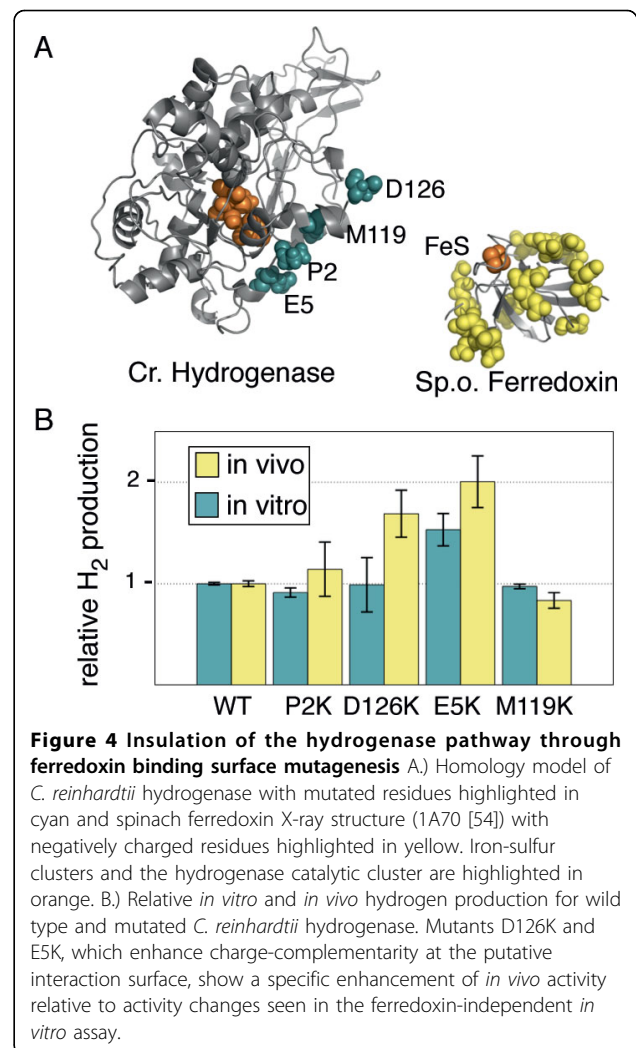 A
D126
M119
P2
E5
FeS
Cr. Hydrogenase
Sp.o. Ferredoxin
B
relative H₂ production
2
1
in vivo
in vitro
WT P2K D126K E5K M119K
Figure 4 Insulation of the hydrogenase pathway through
ferredoxin binding surface mutagenesis A.) Homology model of
C. reinhardtii hydrogenase with mutated residues highlighted in
cyan and spinach ferredoxin X-ray structure (1A70 [54]) with
negatively charged residues highlighted in yellow. Iron-sulfur
clusters and the hydrogenase catalytic cluster are highlighted in
orange. B.) Relative in vitro and in vivo hydrogen production for wild
type and mutated C. reinhardtii hydrogenase. Mutants D126K and
E5K, which enhance charge-complementarity at the putative
interaction surface, show a specific enhancement of in vivo activity
relative to activity changes seen in the ferredoxin-independent in
vitro assay.